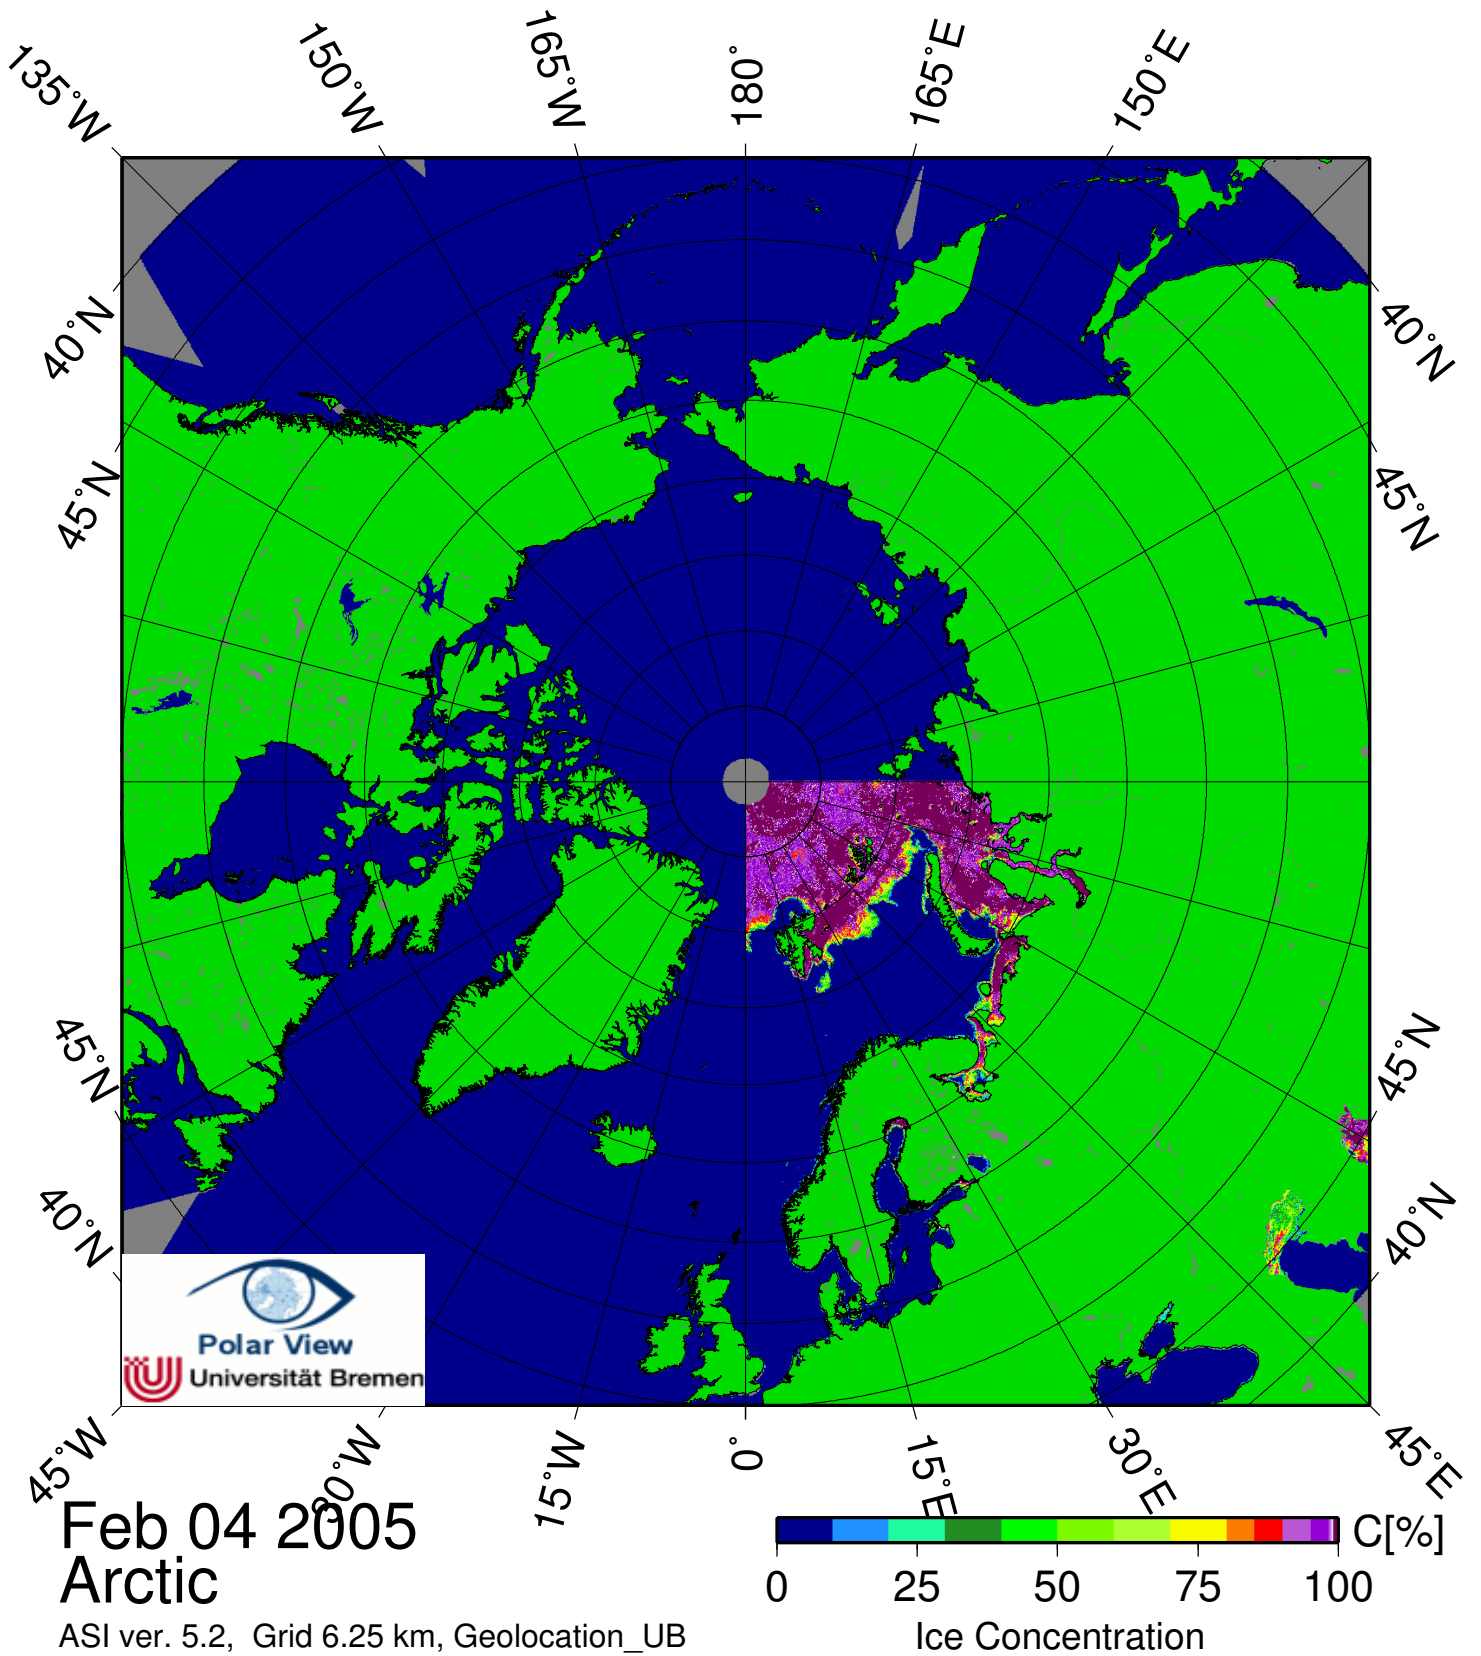 135°W
150°W
165°W
180°
165°E
150°E
40°N
40°N
45°N
45°N
45°N
45°N
40°N
40°N
Polar View
Universität Bremen
45°W
30°W
15°W
0°
15°E
30°E
45°E
Feb 04 2005
Arctic
ASI ver. 5.2, Grid 6.25 km, Geolocation_UB
C[%]
0 25 50 75 100
Ice Concentration